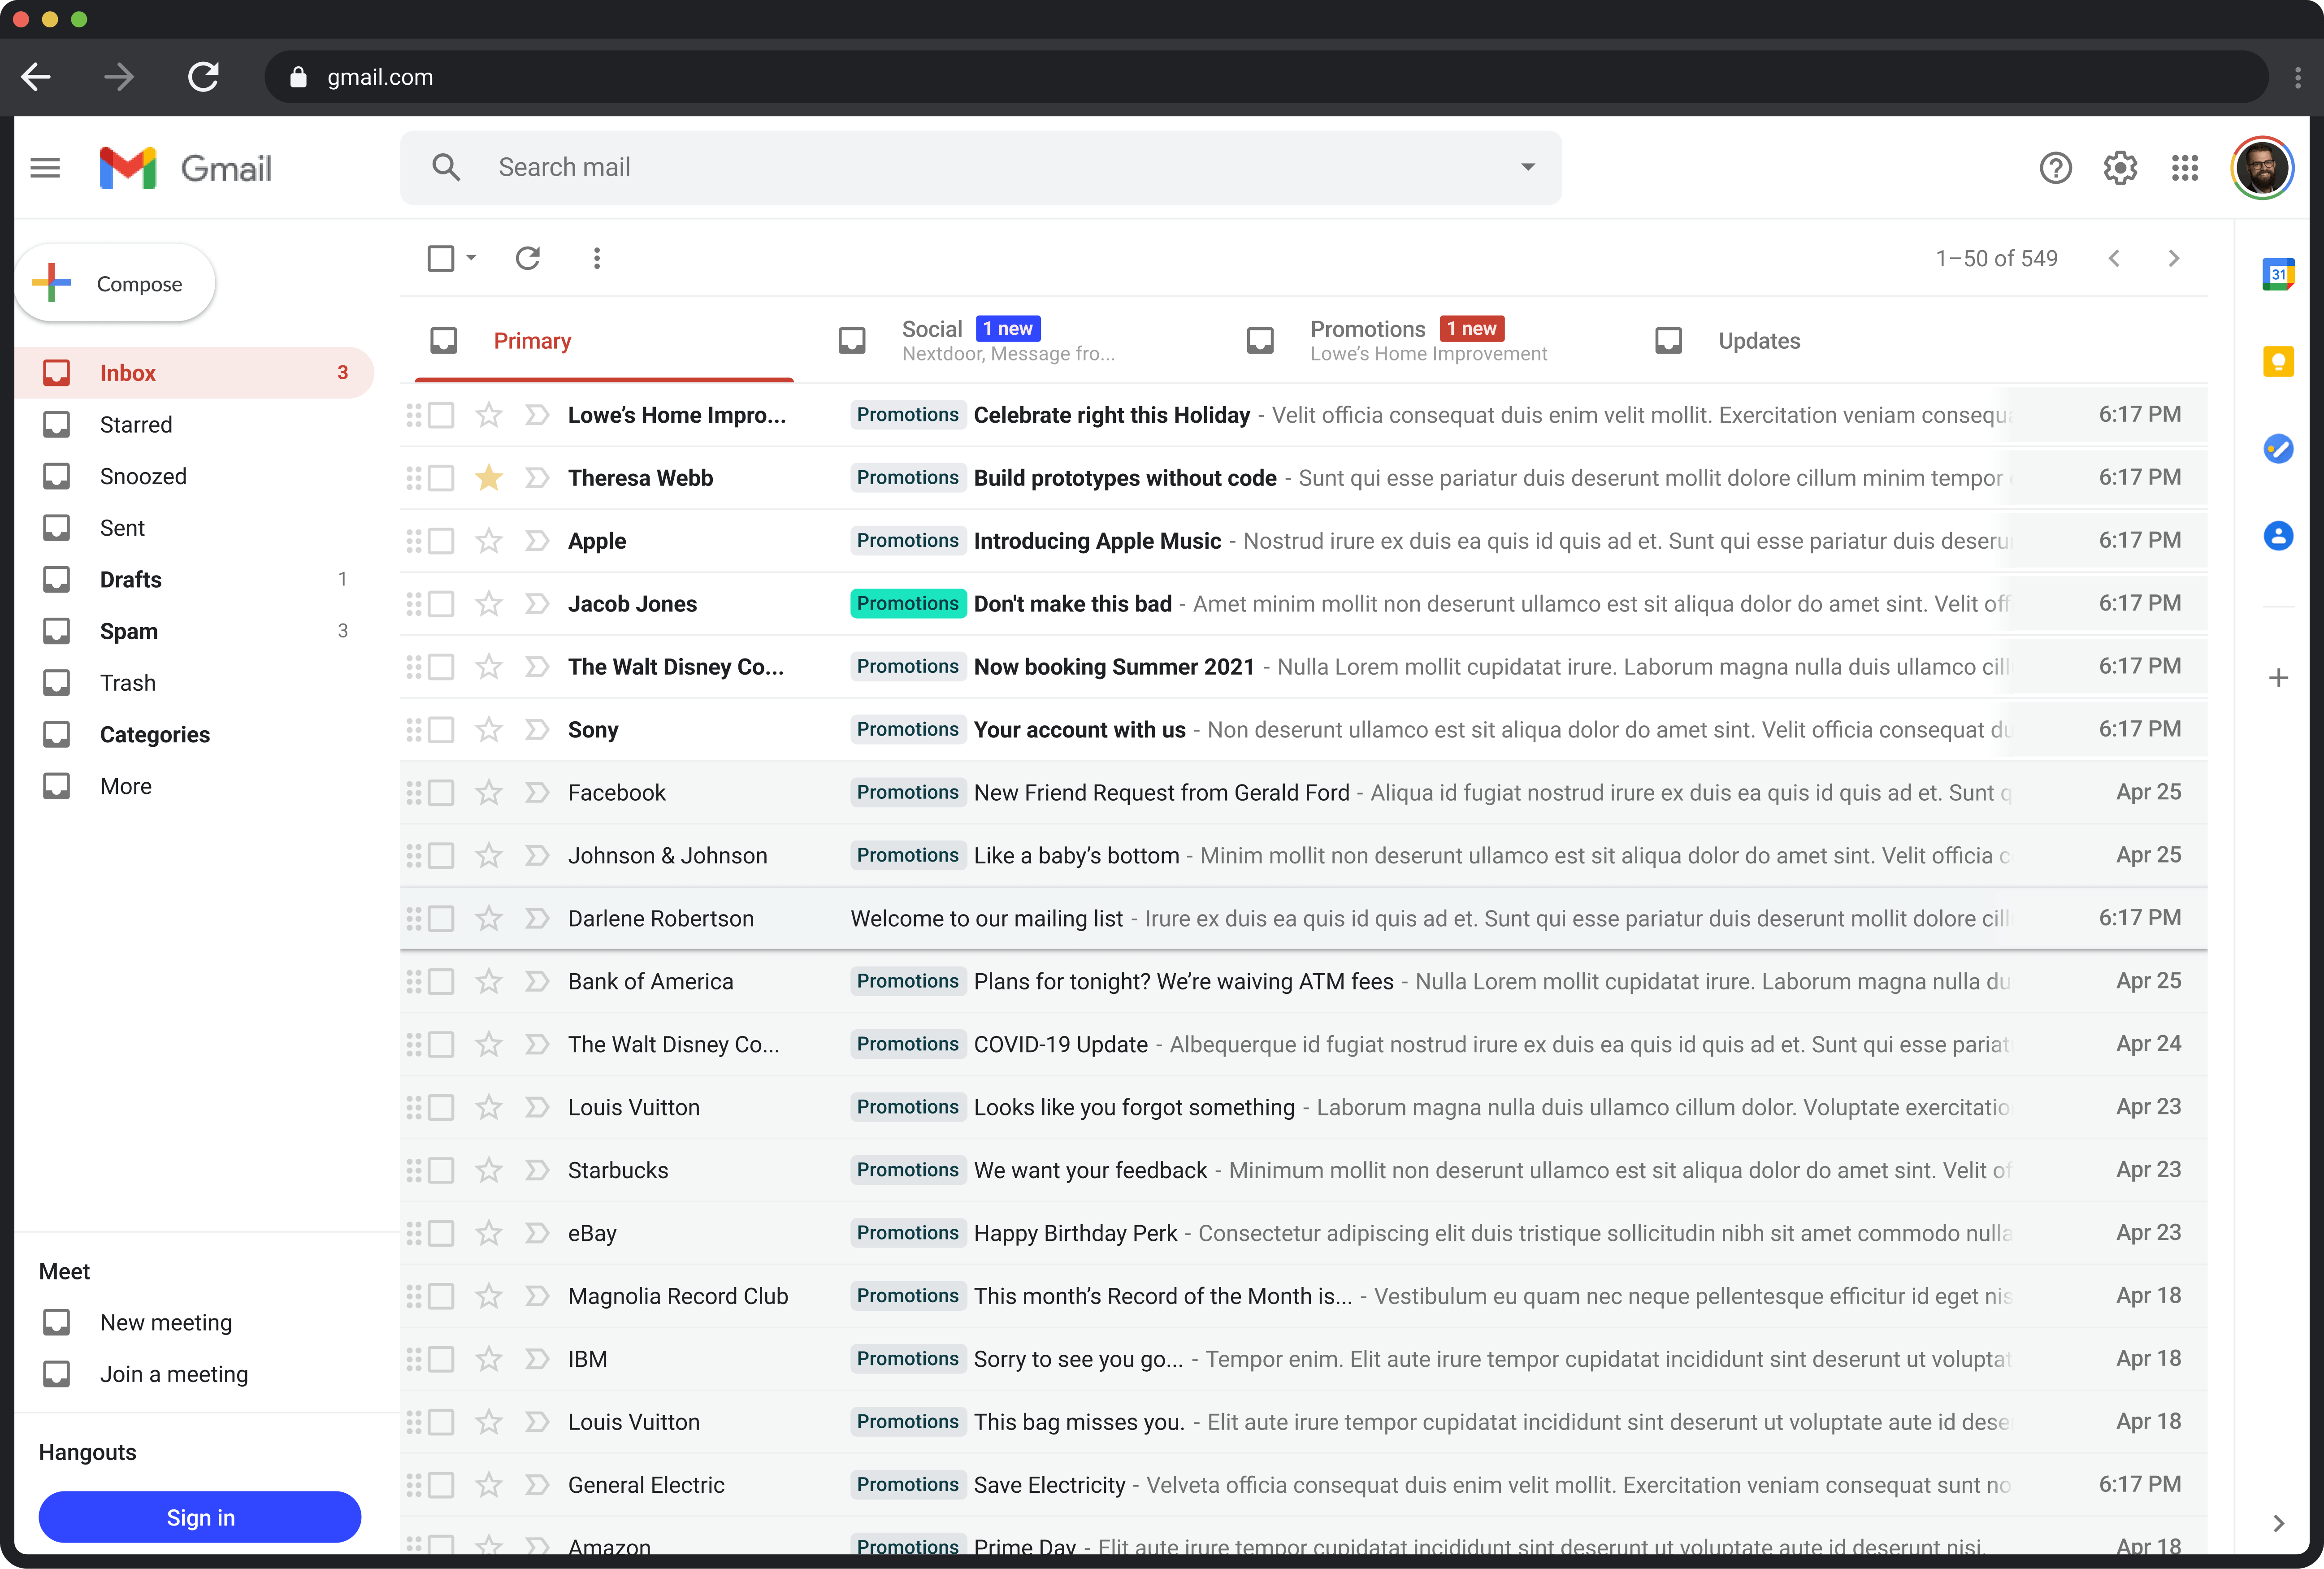 gmail.com
Gmail
Search mail
Compose
1–50 of 549
31
Primary
Social 1 new
Nextdoor, Message fro...
Promotions 1 new
Lowe’s Home Improvement
Updates
Inbox 3
Starred
Snoozed
Sent
Drafts 1
Spam 3
Trash
Categories
More
Lowe’s Home Impro... Promotions Celebrate right this Holiday - Velit officia consequat duis enim velit mollit. Exercitation veniam consequa 6:17 PM
Theresa Webb Promotions Build prototypes without code - Sunt qui esse pariatur duis deserunt mollit dolore cillum minim tempor 6:17 PM
Apple Promotions Introducing Apple Music - Nostrud irure ex duis ea quis id quis ad et. Sunt qui esse pariatur duis deseru 6:17 PM
Jacob Jones Promotions Don't make this bad - Amet minim mollit non deserunt ullamco est sit aliqua dolor do amet sint. Velit off 6:17 PM
The Walt Disney Co... Promotions Now booking Summer 2021 - Nulla Lorem mollit cupidatat irure. Laborum magna nulla duis ullamco cill 6:17 PM
Sony Promotions Your account with us - Non deserunt ullamco est sit aliqua dolor do amet sint. Velit officia consequat du 6:17 PM
Facebook Promotions New Friend Request from Gerald Ford - Aliqua id fugiat nostrud irure ex duis ea quis id quis ad et. Sunt q Apr 25
Johnson & Johnson Promotions Like a baby’s bottom - Minim mollit non deserunt ullamco est sit aliqua dolor do amet sint. Velit officia c Apr 25
Darlene Robertson Welcome to our mailing list - Irure ex duis ea quis id quis ad et. Sunt qui esse pariatur duis deserunt mollit dolore cill 6:17 PM
Bank of America Promotions Plans for tonight? We’re waiving ATM fees - Nulla Lorem mollit cupidatat irure. Laborum magna nulla du Apr 25
The Walt Disney Co... Promotions COVID-19 Update - Albequerque id fugiat nostrud irure ex duis ea quis id quis ad et. Sunt qui esse pariat Apr 24
Louis Vuitton Promotions Looks like you forgot something - Laborum magna nulla duis ullamco cillum dolor. Voluptate exercitatio Apr 23
Starbucks Promotions We want your feedback - Minimum mollit non deserunt ullamco est sit aliqua dolor do amet sint. Velit of Apr 23
eBay Promotions Happy Birthday Perk - Consectetur adipiscing elit duis tristique sollicitudin nibh sit amet commodo nulla Apr 23
Magnolia Record Club Promotions This month’s Record of the Month is... - Vestibulum eu quam nec neque pellentesque efficitur id eget nis Apr 18
IBM Promotions Sorry to see you go... - Tempor enim. Elit aute irure tempor cupidatat incididunt sint deserunt ut voluptat Apr 18
Louis Vuitton Promotions This bag misses you. - Elit aute irure tempor cupidatat incididunt sint deserunt ut voluptate aute id dese Apr 18
General Electric Promotions Save Electricity - Velveta officia consequat duis enim velit mollit. Exercitation veniam consequat sunt no 6:17 PM
Amazon Promotions Prime Day - Elit aute irure tempor cupidatat incididunt sint deserunt ut voluptate aute id deserunt nisi. Apr 18
Meet
New meeting
Join a meeting
Hangouts
Sign in